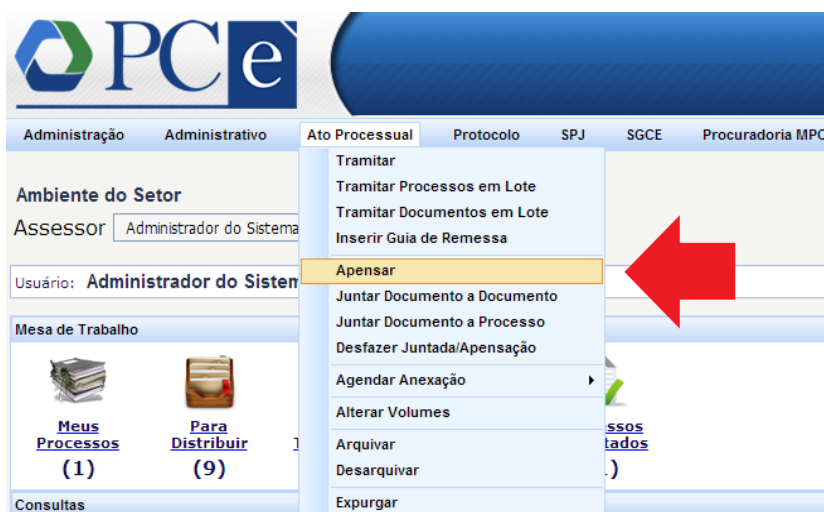 PCe
Administração Administrativo Ato Processual Protocolo SPJ SGCE Procuradoria MPC
Tramitar
Tramitar Processos em Lote
Tramitar Documentos em Lote
Inserir Guia de Remessa
Apensar
Juntar Documento a Documento
Juntar Documento a Processo
Desfazer Juntada/Apensação
Agendar Anexação
Alterar Volumes
Arquivar
Desarquivar
Expurgar
Ambiente do Setor
Assessor Administrador do Sistema
Usuário: Administrador do Sistem
Mesa de Trabalho
Meus
Processos
(1)
Para
Distribuir
(9)
Consultas